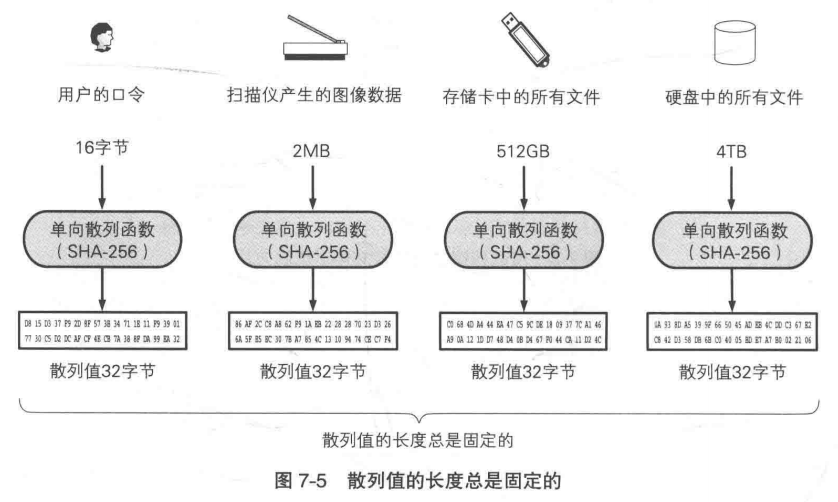 用户的口令
扫描仪产生的图像数据
存储卡中的所有文件
硬盘中的所有文件
16字节
2MB
512GB
4TB
单向散列函数
(SHA-256)
单向散列函数
(SHA-256)
单向散列函数
(SHA-256)
单向散列函数
(SHA-256)
D8 15 D3 37 F9 2D 8F 57 38 34 71 1E 11 F9 39 01
77 30 C5 D2 DC AF CF 4E CB 7A 38 8F DA 99 EA 32
86 AF 2C C8 A8 62 F9 1A EB 22 28 28 70 23 D3 26
6A 5F B5 BC 30 7B A7 85 4C 13 10 94 74 CE C7 F4
C0 68 4D A4 44 EA 47 C5 9C DE 18 09 37 7C A1 46
A9 0A 12 1D D7 48 D4 0B D4 67 F0 44 CA 11 D2 4C
1A 93 8D A5 39 9F 66 50 45 AD EB 4C DD C3 67 E2
C8 42 D3 58 DB 6B C0 40 05 BD E7 A7 B0 02 21 06
散列值32字节
散列值32字节
散列值32字节
散列值32字节
散列值的长度总是固定的
图 7-5 散列值的长度总是固定的